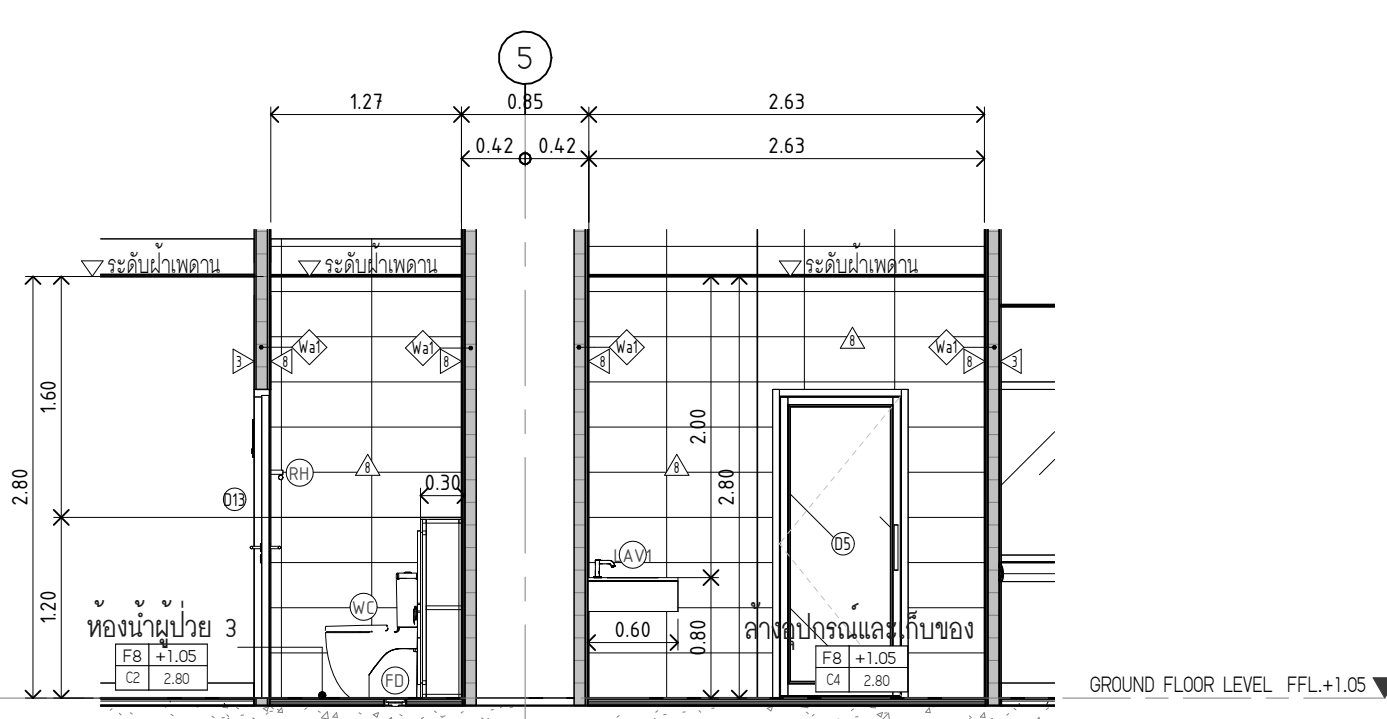 5
1.27 0.85 2.63
0.42 0.42 2.63
ระดับฝ้าเพดาน ระดับฝ้าเพดาน ระดับฝ้าเพดาน
8
3 8 Wa1 Wa1 8 8 Wa1 Wa1 8 3
1.60
2.00
2.80
RH 8 8
0.30
2.80
D13
D5
LAV1
WC
1.20
ห้องน้ำผู้ป่วย 3
0.60
0.80
ล้างอุปกรณ์และเก็บของ
F8 +1.05
C2 2.80
FD
F8 +1.05
C4 2.80
GROUND FLOOR LEVEL FFL.+1.05